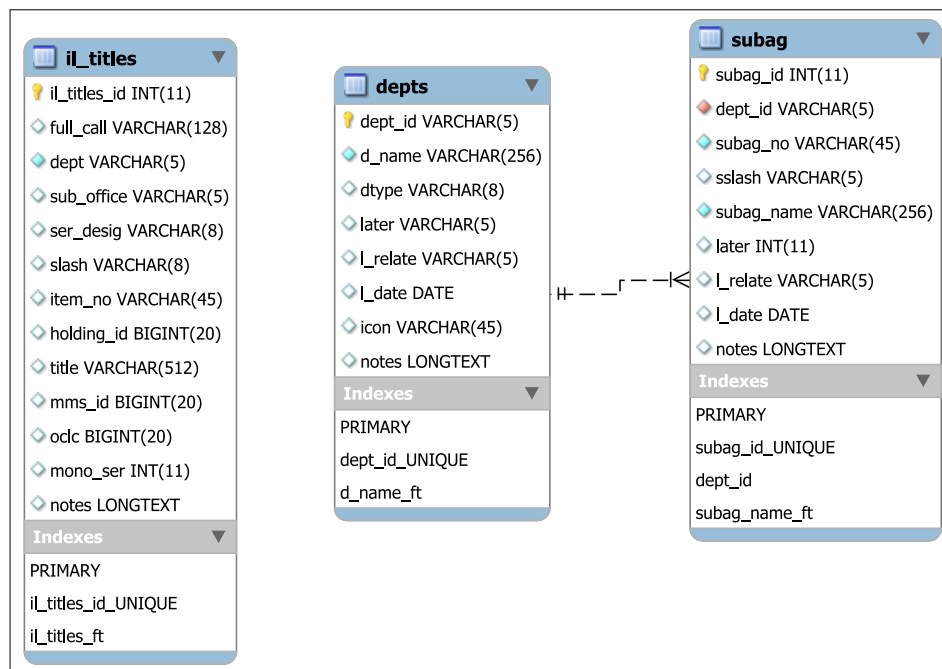 il_titles
il_titles_id INT(11)
full_call VARCHAR(128)
dept VARCHAR(5)
sub_office VARCHAR(5)
ser_desig VARCHAR(8)
slash VARCHAR(8)
item_no VARCHAR(45)
holding_id BIGINT(20)
title VARCHAR(512)
mms_id BIGINT(20)
oclc BIGINT(20)
mono_ser INT(11)
notes LONGTEXT
Indexes
PRIMARY
il_titles_id_UNIQUE
il_titles_ft
depts
dept_id VARCHAR(5)
d_name VARCHAR(256)
dtype VARCHAR(8)
later VARCHAR(5)
l_relate VARCHAR(5)
l_date DATE
icon VARCHAR(45)
notes LONGTEXT
Indexes
PRIMARY
dept_id_UNIQUE
d_name_ft
subag
subag_id INT(11)
dept_id VARCHAR(5)
subag_no VARCHAR(45)
sslash VARCHAR(5)
subag_name VARCHAR(256)
later INT(11)
l_relate VARCHAR(5)
l_date DATE
notes LONGTEXT
Indexes
PRIMARY
subag_id_UNIQUE
dept_id
subag_name_ft